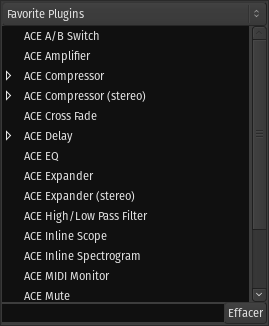 Favorite Plugins
ACE A/B Switch
ACE Amplifier
ACE Compressor
ACE Compressor (stereo)
ACE Cross Fade
ACE Delay
ACE EQ
ACE Expander
ACE Expander (stereo)
ACE High/Low Pass Filter
ACE Inline Scope
ACE Inline Spectrogram
ACE MIDI Monitor
ACE Mute
Effacer